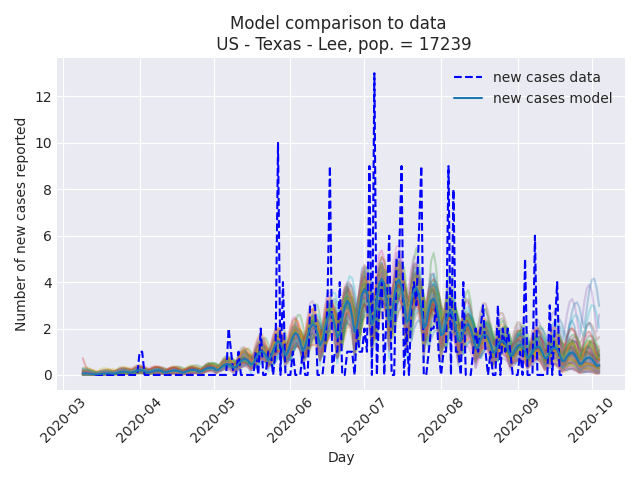 Model comparison to data
US - Texas - Lee, pop. = 17239
new cases data
new cases model
Number of new cases reported
12
10
8
6
4
2
0
2020-03
2020-04
2020-05
2020-06
2020-07
2020-08
2020-09
2020-10
Day